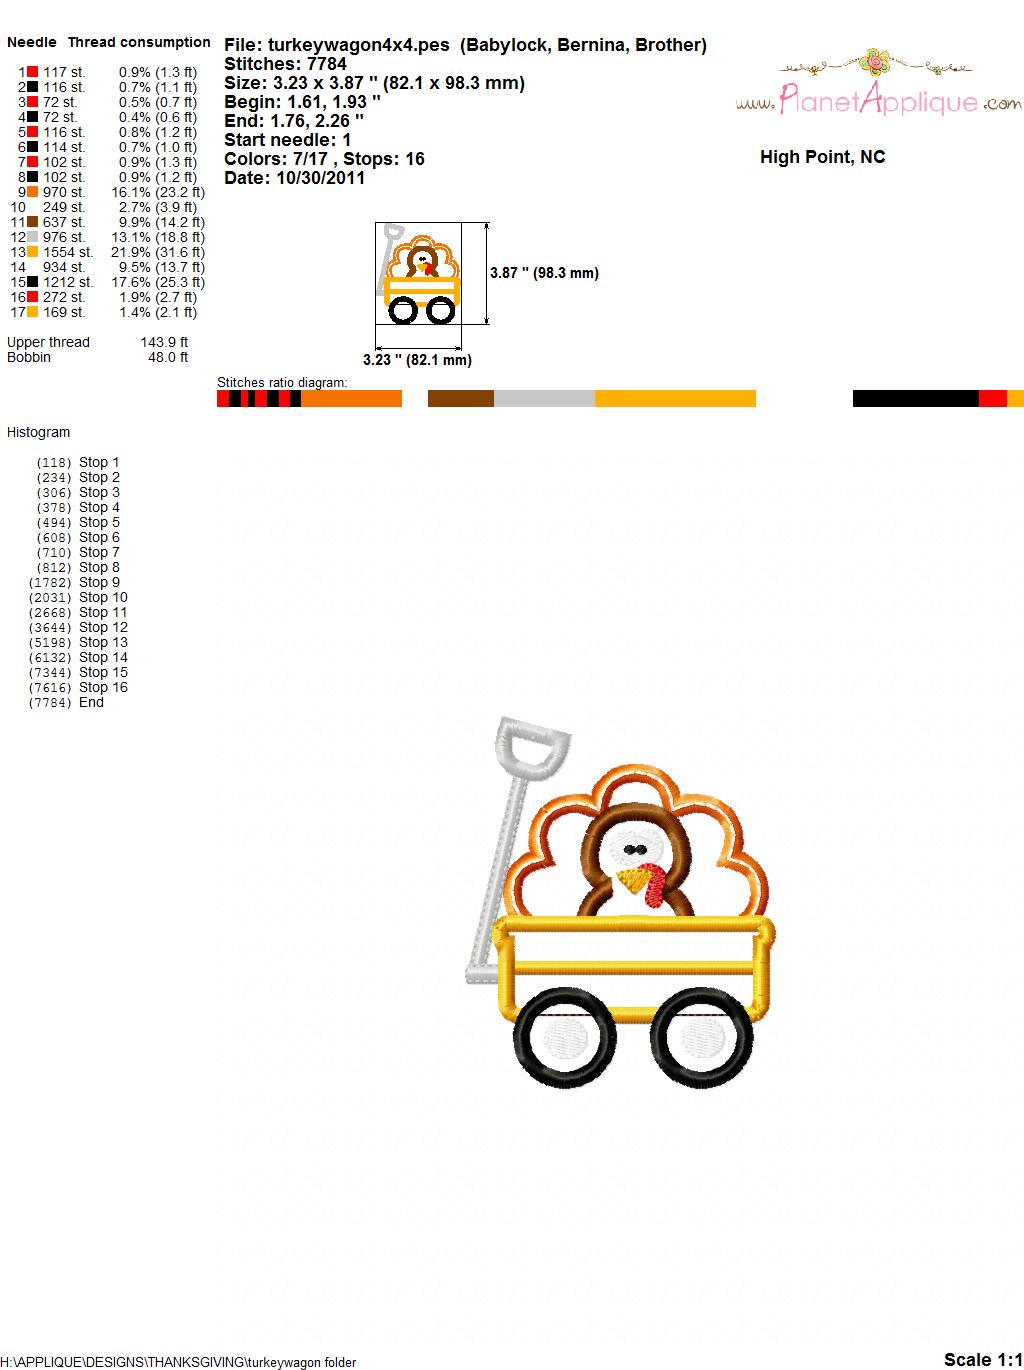 Needle Thread consumption
1 117 st. 0.9% (1.3 ft)
2 116 st. 0.7% (1.1 ft)
3 72 st. 0.5% (0.7 ft)
4 72 st. 0.4% (0.6 ft)
5 116 st. 0.8% (1.2 ft)
6 114 st. 0.7% (1.0 ft)
7 102 st. 0.9% (1.3 ft)
8 102 st. 0.9% (1.2 ft)
9 970 st. 16.1% (23.2 ft)
10 249 st. 2.7% (3.9 ft)
11 637 st. 9.9% (14.2 ft)
12 976 st. 13.1% (18.8 ft)
13 1554 st. 21.9% (31.6 ft)
14 934 st. 9.5% (13.7 ft)
15 1212 st. 17.6% (25.3 ft)
16 272 st. 1.9% (2.7 ft)
17 169 st. 1.4% (2.1 ft)
Upper thread 143.9 ft
Bobbin 48.0 ft
File: turkeywagon4x4.pes (Babylock, Bernina, Brother)
Stitches: 7784
Size: 3.23 x 3.87 " (82.1 x 98.3 mm)
Begin: 1.61, 1.93 "
End: 1.76, 2.26 "
Start needle: 1
Colors: 7/17 , Stops: 16
Date: 10/30/2011
www.PlanetApplique.com
High Point, NC
3.87 " (98.3 mm)
3.23 " (82.1 mm)
Stitches ratio diagram:
Histogram
(118) Stop 1
(234) Stop 2
(306) Stop 3
(378) Stop 4
(494) Stop 5
(608) Stop 6
(710) Stop 7
(812) Stop 8
(1782) Stop 9
(2031) Stop 10
(2668) Stop 11
(3644) Stop 12
(5198) Stop 13
(6132) Stop 14
(7344) Stop 15
(7616) Stop 16
(7784) End
H:\APPLIQUE\DESIGNS\THANKSGIVING\turkeywagon folder
Scale 1:1